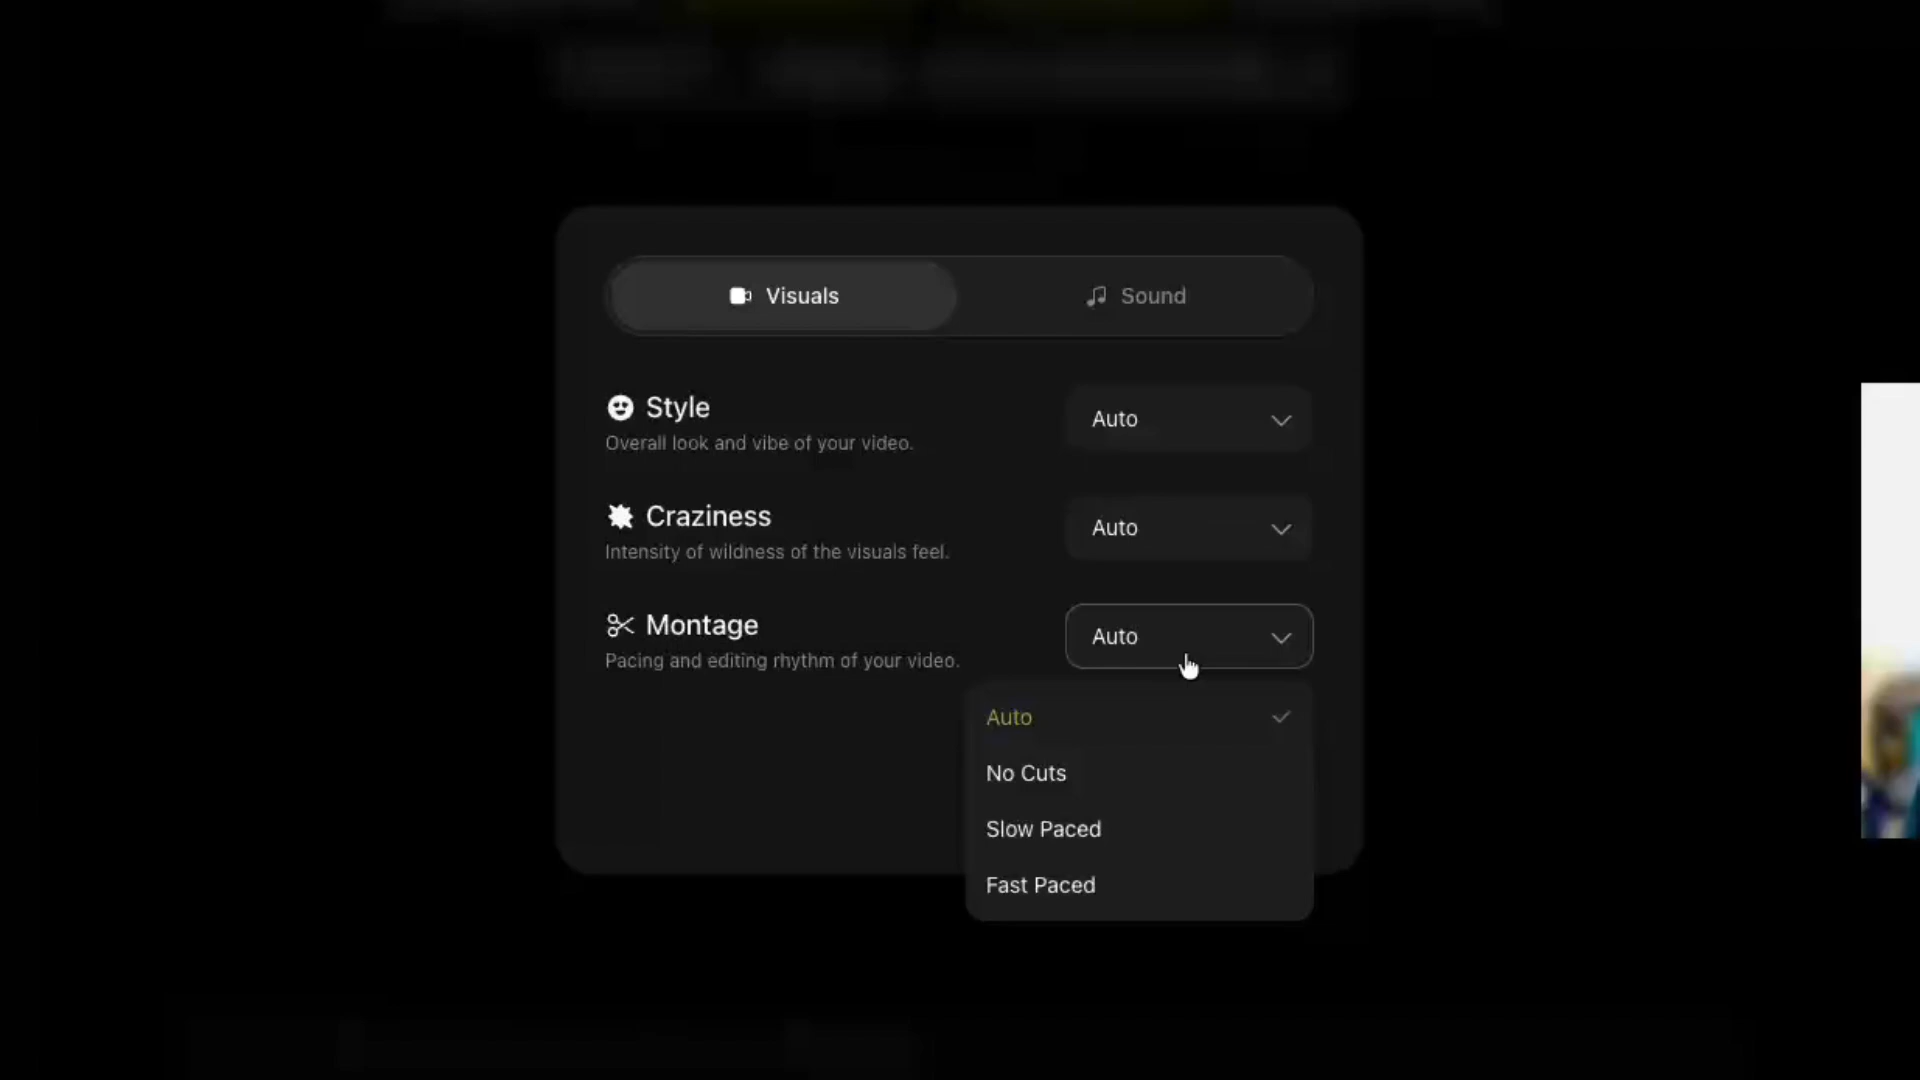 Visuals
Sound
Style
Auto
Overall look and vibe of your video.
Craziness
Auto
Intensity of wildness of the visuals feel.
Montage
Auto
Pacing and editing rhythm of your video.
Auto
No Cuts
Slow Paced
Fast Paced